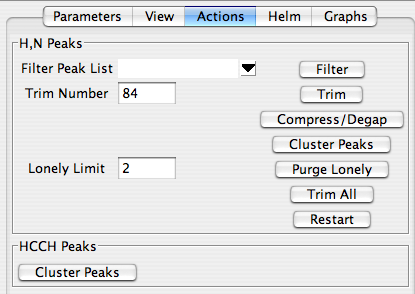 Parameters View Actions Helm Graphs
H,N Peaks
Filter Peak List Filter
Trim Number 84 Trim
Compress/Degap
Cluster Peaks
Lonely Limit 2 Purge Lonely
Trim All
Restart
HCCH Peaks
Cluster Peaks